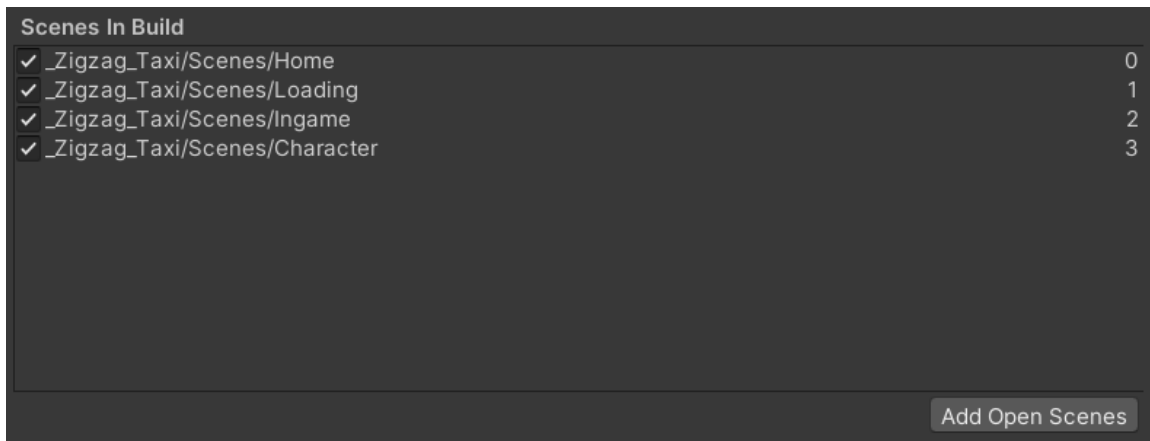 Scenes In Build
_Zigzag_Taxi/Scenes/Home 0
_Zigzag_Taxi/Scenes/Loading 1
_Zigzag_Taxi/Scenes/Ingame 2
_Zigzag_Taxi/Scenes/Character 3
Add Open Scenes